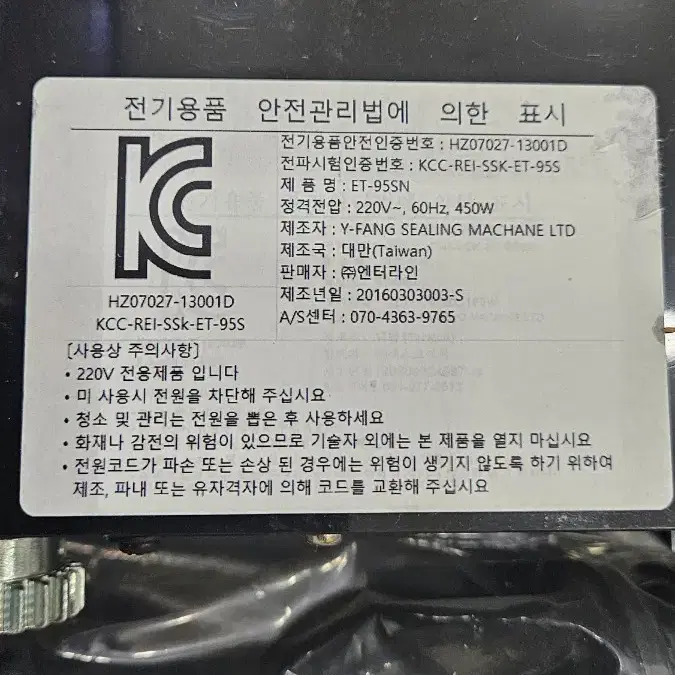 전기용품 안전관리법에 의한 표시
전기용품안전인증번호 : HZ07027-13001D
전파시험인증번호 : KCC-REI-SSK-ET-95S
제 품 명 : ET-95SN
정격전압 : 220V~, 60Hz, 450W
제조자 : Y-FANG SEALING MACHANE LTD
제조국 : 대만(Taiwan)
판매자 : ㈜엔터라인
제조년일 : 20160303003-S
A/S센터 : 070-4363-9765
HZ07027-13001D
KCC-REI-SSk-ET-95S
[사용상 주의사항]
• 220V 전용제품 입니다
• 미 사용시 전원을 차단해 주십시요
• 청소 및 관리는 전원을 뽑은 후 사용하세요
• 화재나 감전의 위험이 있으므로 기술자 외에는 본 제품을 열지 마십시요
• 전원코드가 파손 또는 손상 된 경우에는 위험이 생기지 않도록 하기 위하여
제조, 파내 또는 유자격자에 의해 코드를 교환해 주십시요